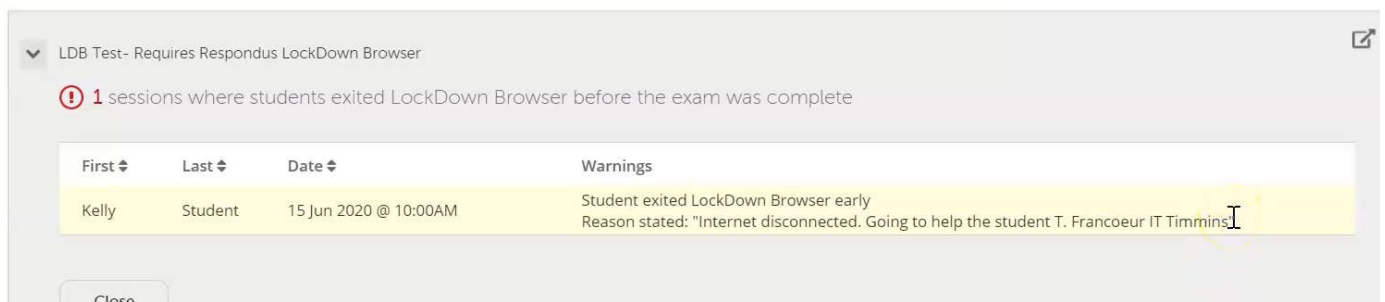 LDB Test- Requires Respondus LockDown Browser
1 sessions where students exited LockDown Browser before the exam was complete
First Last Date Warnings
Kelly Student 15 Jun 2020 @ 10:00AM Student exited LockDown Browser early
Reason stated: "Internet disconnected. Going to help the student T. Francoeur IT Timmins"
Close